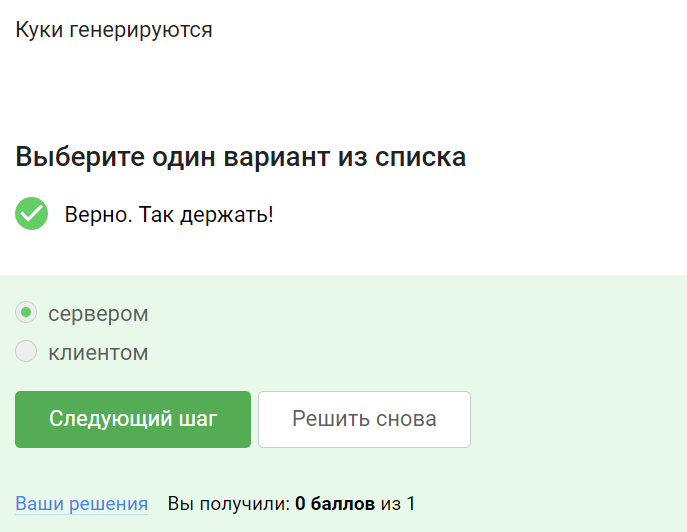 Куки генерируются
Выберите один вариант из списка
Верно. Так держать!
сервером
клиентом
Следующий шаг
Решить снова
Ваши решения Вы получили: 0 баллов из 1